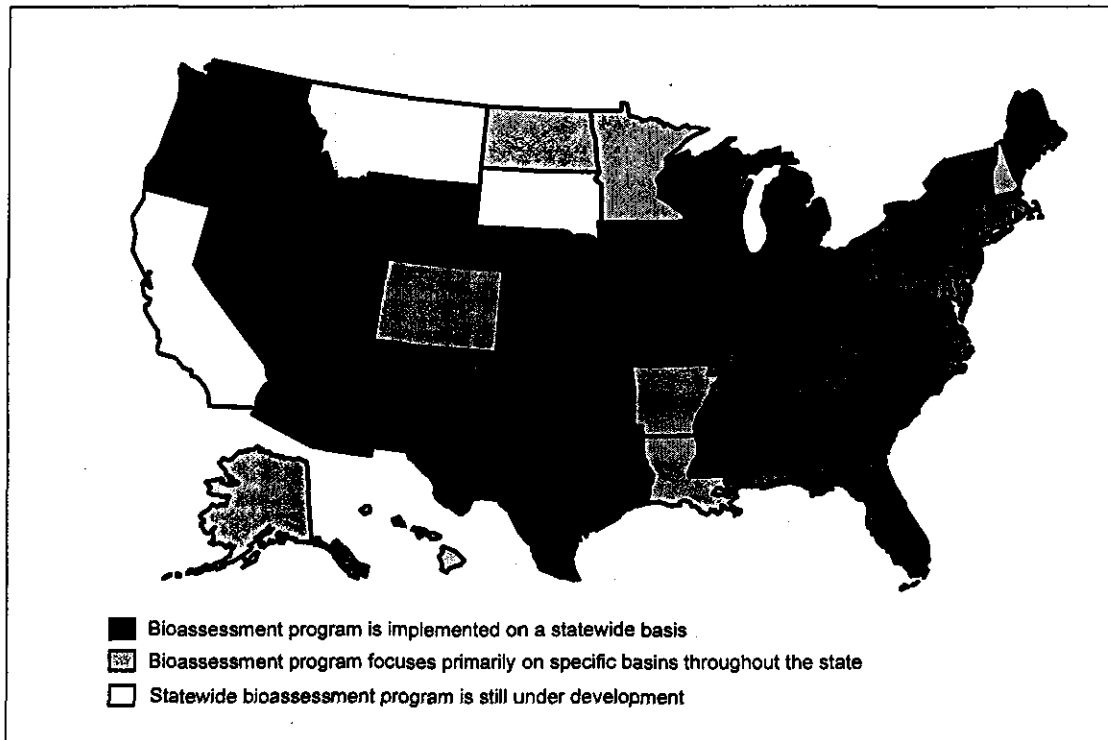 Bioassessment program is implemented on a statewide basis
Bioassessment program focuses primarily on specific basins throughout the state
Statewide bioassessment program is still under development